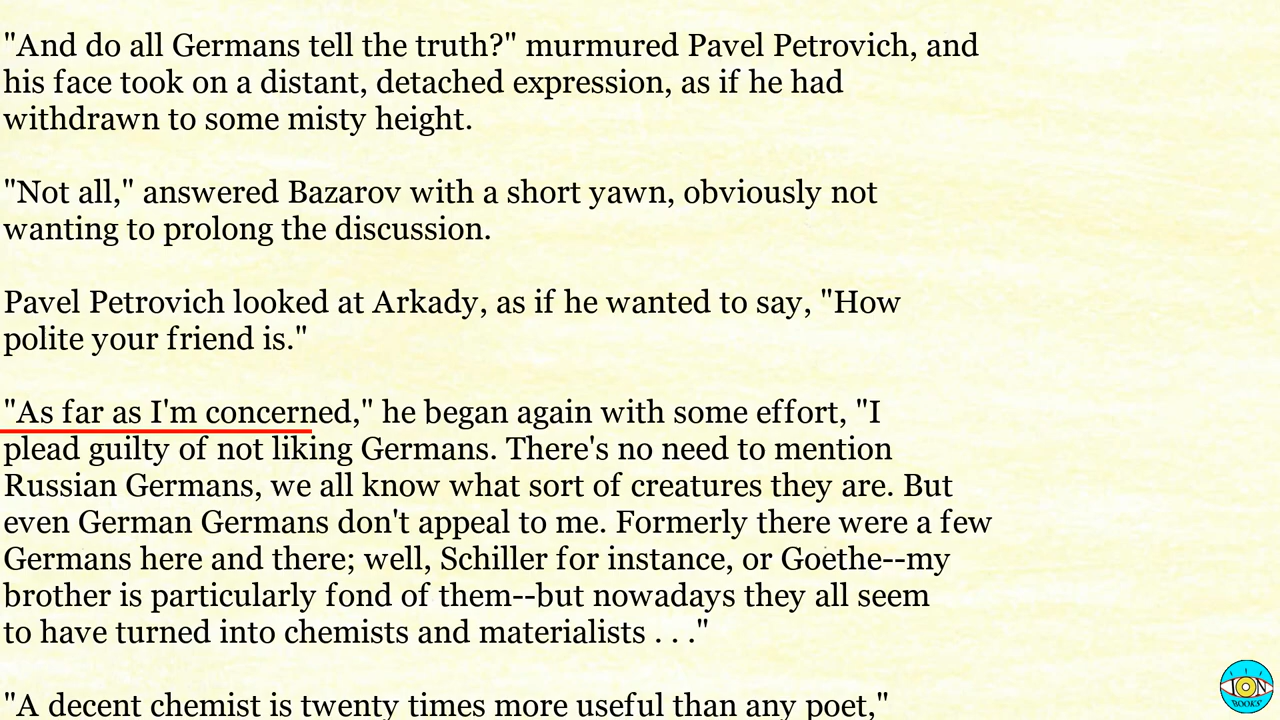 "And do all Germans tell the truth?" murmured Pavel Petrovich, and
his face took on a distant, detached expression, as if he had
withdrawn to some misty height.
"Not all," answered Bazarov with a short yawn, obviously not
wanting to prolong the discussion.
Pavel Petrovich looked at Arkady, as if he wanted to say, "How
polite your friend is."
"As far as I'm concerned," he began again with some effort, "I
plead guilty of not liking Germans. There's no need to mention
Russian Germans, we all know what sort of creatures they are. But
even German Germans don't appeal to me. Formerly there were a few
Germans here and there; well, Schiller for instance, or Goethe--my
brother is particularly fond of them--but nowadays they all seem
to have turned into chemists and materialists . . ."
"A decent chemist is twenty times more useful than any poet,"
ION
BOOKS